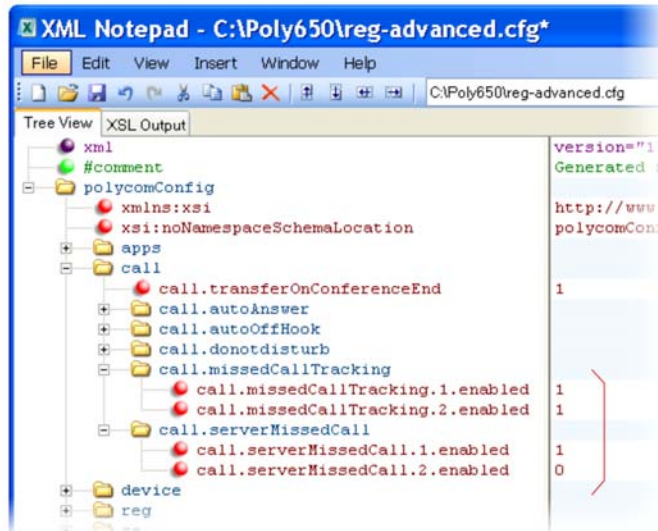 XML Notepad - C:\Poly650\reg-advanced.cfg*
File Edit View Insert Window Help
C:\Poly650\reg-advanced.cfg
Tree View XSL Output
xml version="1
#comment Generated
polycomConfig
xmlns:xsi http://www
xsi:noNamespaceSchemaLocation polycomCon
apps
call
call.transferOnConferenceEnd 1
call.autoAnswer
call.autoOffHook
call.donotdisturb
call.missedCallTracking
call.missedCallTracking.1.enabled 1
call.missedCallTracking.2.enabled 1
call.serverMissedCall
call.serverMissedCall.1.enabled 1
call.serverMissedCall.2.enabled 0
device
reg